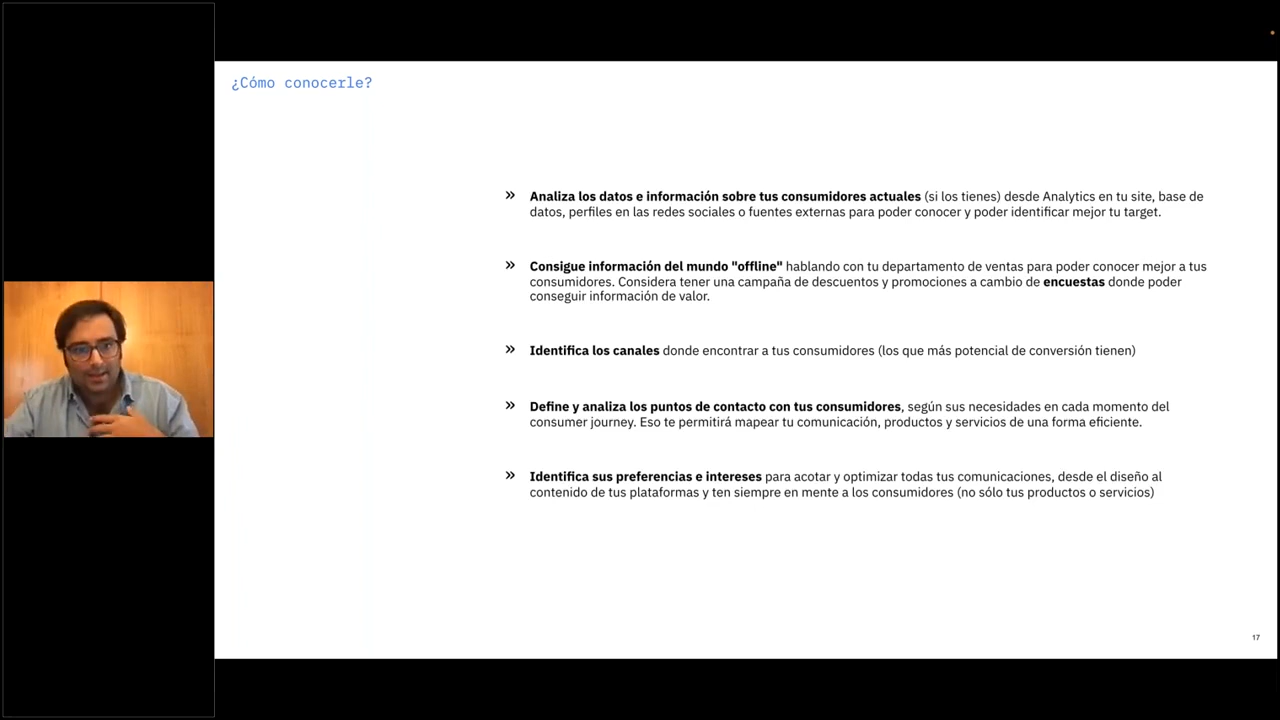 ¿Cómo conocerle?
» Analiza los datos e información sobre tus consumidores actuales (si los tienes) desde Analytics en tu site, base de
datos, perfiles en las redes sociales o fuentes externas para poder conocer y poder identificar mejor tu target.
» Consigue información del mundo "offline" hablando con tu departamento de ventas para poder conocer mejor a tus
consumidores. Considera tener una campaña de descuentos y promociones a cambio de encuestas donde poder
conseguir información de valor.
» Identifica los canales donde encontrar a tus consumidores (los que más potencial de conversión tienen)
» Define y analiza los puntos de contacto con tus consumidores, según sus necesidades en cada momento del
consumer journey. Eso te permitirá mapear tu comunicación, productos y servicios de una forma eficiente.
» Identifica sus preferencias e intereses para acotar y optimizar todas tus comunicaciones, desde el diseño al
contenido de tus plataformas y ten siempre en mente a los consumidores (no sólo tus productos o servicios)
17